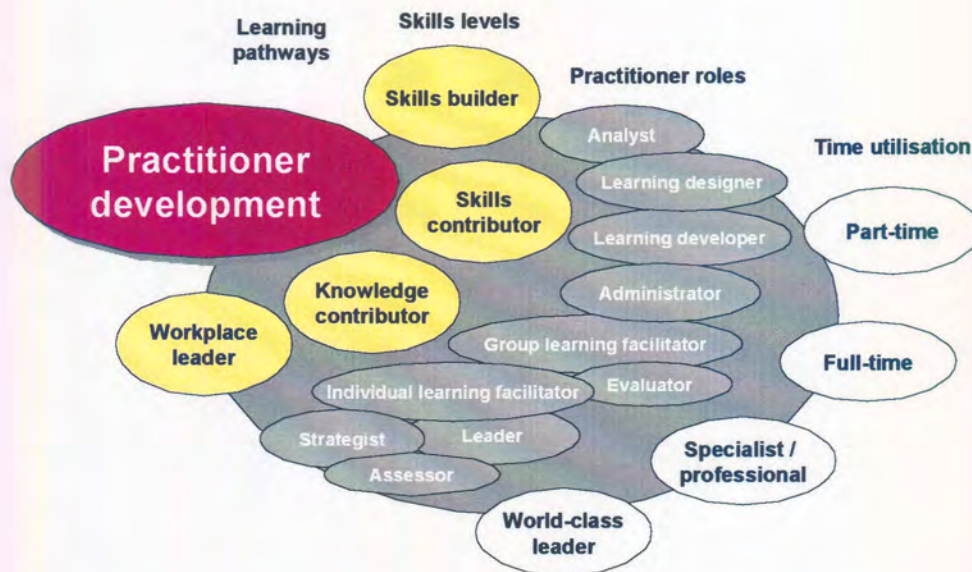 Learning
pathways
Skills levels
Practitioner roles
Time utilisation
Practitioner
development
Skills builder
Skills
contributor
Knowledge
contributor
Workplace
leader
Analyst
Learning designer
Learning developer
Administrator
Group learning facilitator
Evaluator
Individual learning facilitator
Strategist
Leader
Assessor
Part-time
Full-time
Specialist /
professional
World-class
leader